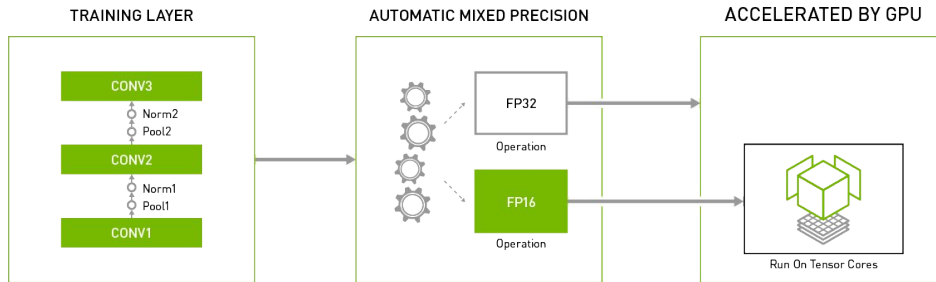 TRAINING LAYER
AUTOMATIC MIXED PRECISION
ACCELERATED BY GPU
CONV3
Norm2
Pool2
CONV2
Norm1
Pool1
CONV1
FP32
Operation
FP16
Operation
Run On Tensor Cores